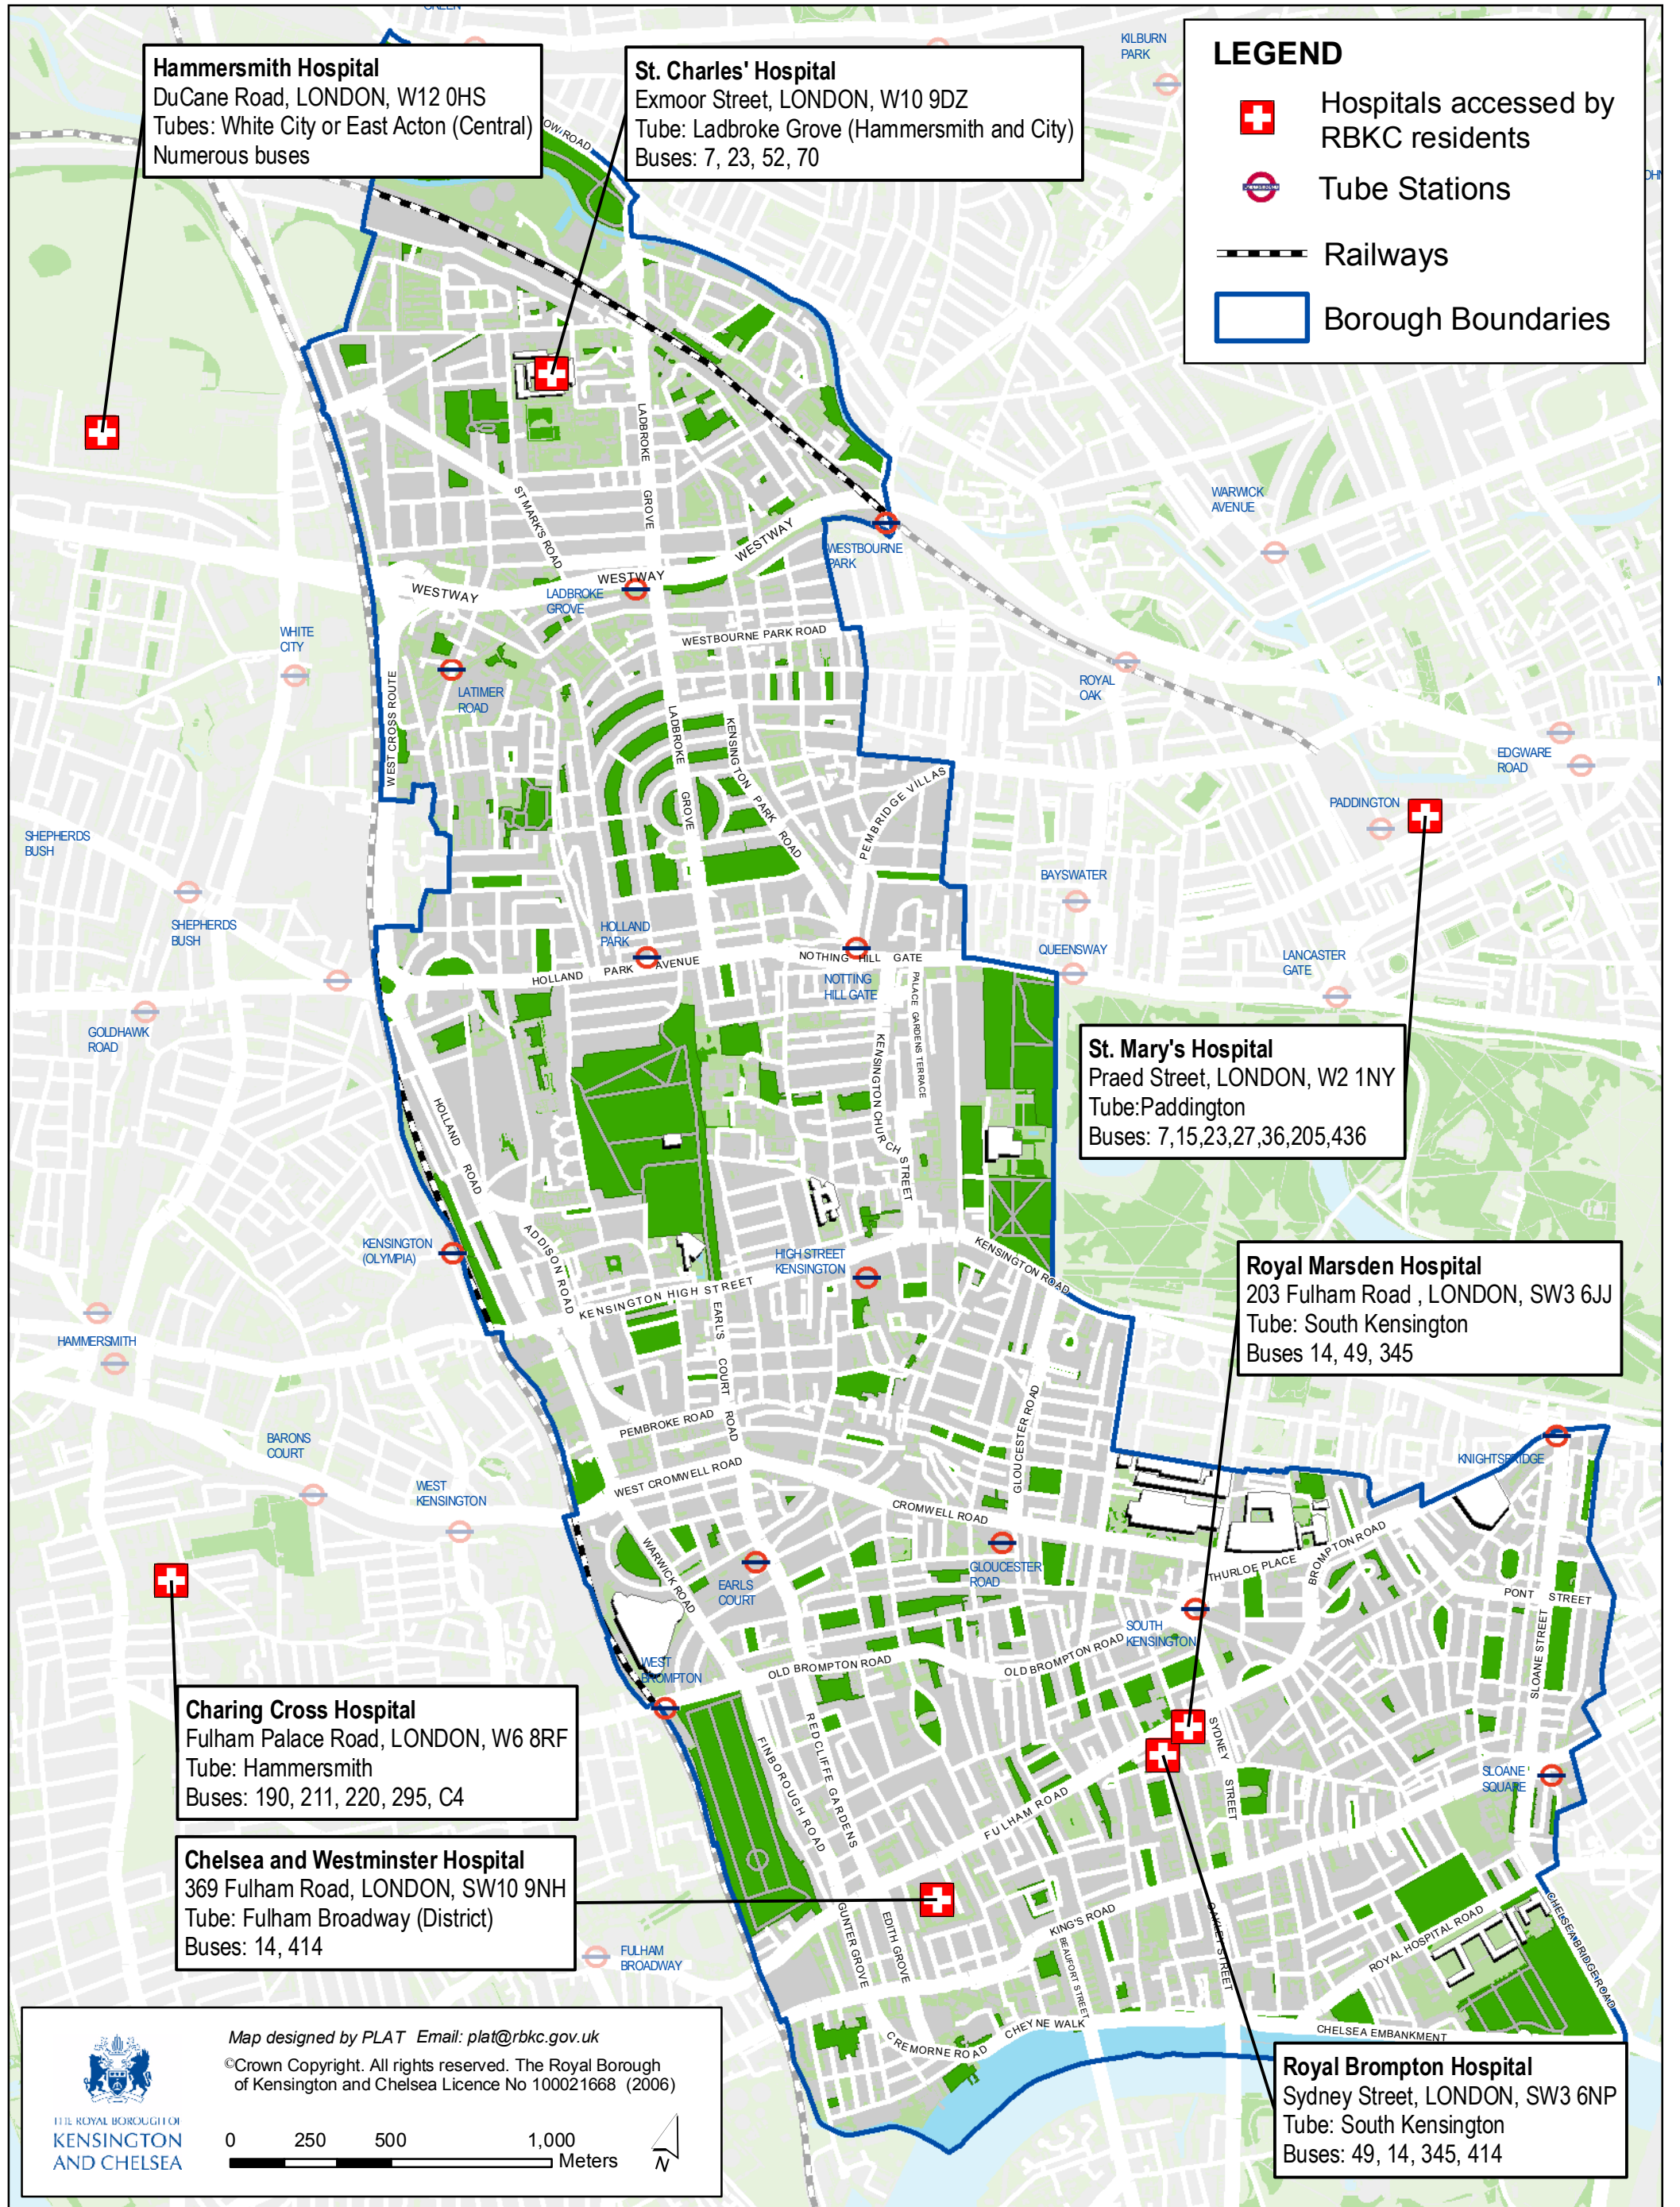 GREEN
KILBURN
PARK
LEGEND
Hospitals accessed by
RBKC residents
Tube Stations
Railways
Borough Boundaries
Hammersmith Hospital
DuCane Road, LONDON, W12 0HS
Tubes: White City or East Acton (Central)
Numerous buses
St. Charles' Hospital
Exmoor Street, LONDON, W10 9DZ
Tube: Ladbroke Grove (Hammersmith and City)
Buses: 7, 23, 52, 70
OW ROAD
LADBROKE
GROVE
ST MARK'S ROAD
WARWICK
AVENUE
WESTBOURNE
PARK
WESTWAY
WESTWAY
WESTWAY
LADBROKE
GROVE
WHITE
CITY
WESTBOURNE PARK ROAD
LATIMER
ROAD
WEST CROSS ROUTE
ROYAL
OAK
LADBROKE
GROVE
KENSINGTON PARK ROAD
PEMBRIDGE VILLAS
EDGWARE
ROAD
PADDINGTON
SHEPHERDS
BUSH
BAYSWATER
SHEPHERDS
BUSH
HOLLAND
PARK
HOLLAND PARK AVENUE
NOTHING HILL GATE
NOTTING
HILL GATE
QUEENSWAY
LANCASTER
GATE
PALACE GARDENS TERRACE
KENSINGTON CHURCH STREET
GOLDHAWK
ROAD
St. Mary's Hospital
Praed Street, LONDON, W2 1NY
Tube:Paddington
Buses: 7,15,23,27,36,205,436
HOLLAND ROAD
KENSINGTON
(OLYMPIA)
ADDISON ROAD
HIGH STREET
KENSINGTON
KENSINGTON ROAD
KENSINGTON HIGH STREET
EARL'S COURT ROAD
Royal Marsden Hospital
203 Fulham Road , LONDON, SW3 6JJ
Tube: South Kensington
Buses 14, 49, 345
HAMMERSMITH
PEMBROKE ROAD
GLOUCESTER ROAD
BARONS
COURT
WEST
KENSINGTON
WEST CROMWELL ROAD
CROMWELL ROAD
KNIGHTSBRIDGE
WARWICK ROAD
EARLS
COURT
GLOUCESTER
ROAD
THURLOE PLACE
BROMPTON ROAD
PONT STREET
SLOANE STREET
SOUTH
KENSINGTON
WEST
BROMPTON
OLD BROMPTON ROAD
OLD BROMPTON ROAD
Charing Cross Hospital
Fulham Palace Road, LONDON, W6 8RF
Tube: Hammersmith
Buses: 190, 211, 220, 295, C4
FINBOROUGH ROAD
REDCLIFFE GARDENS
SYDNEY STREET
SLOANE
SQUARE
FULHAM ROAD
Chelsea and Westminster Hospital
369 Fulham Road, LONDON, SW10 9NH
Tube: Fulham Broadway (District)
Buses: 14, 414
GUNTER GROVE
EDITH GROVE
KING'S ROAD
BEAUFORT STREET
OAKLEY STREET
ROYAL HOSPITAL ROAD
CHELSEA BRIDGE ROAD
FULHAM
BROADWAY
CREMORNE ROAD
CHEYNE WALK
CHELSEA EMBANKMENT
Royal Brompton Hospital
Sydney Street, LONDON, SW3 6NP
Tube: South Kensington
Buses: 49, 14, 345, 414
Map designed by PLAT Email: plat@rbkc.gov.uk
©Crown Copyright. All rights reserved. The Royal Borough
of Kensington and Chelsea Licence No 100021668 (2006)
THE ROYAL BOROUGH OF
KENSINGTON
AND CHELSEA
0 250 500 1,000
Meters
N